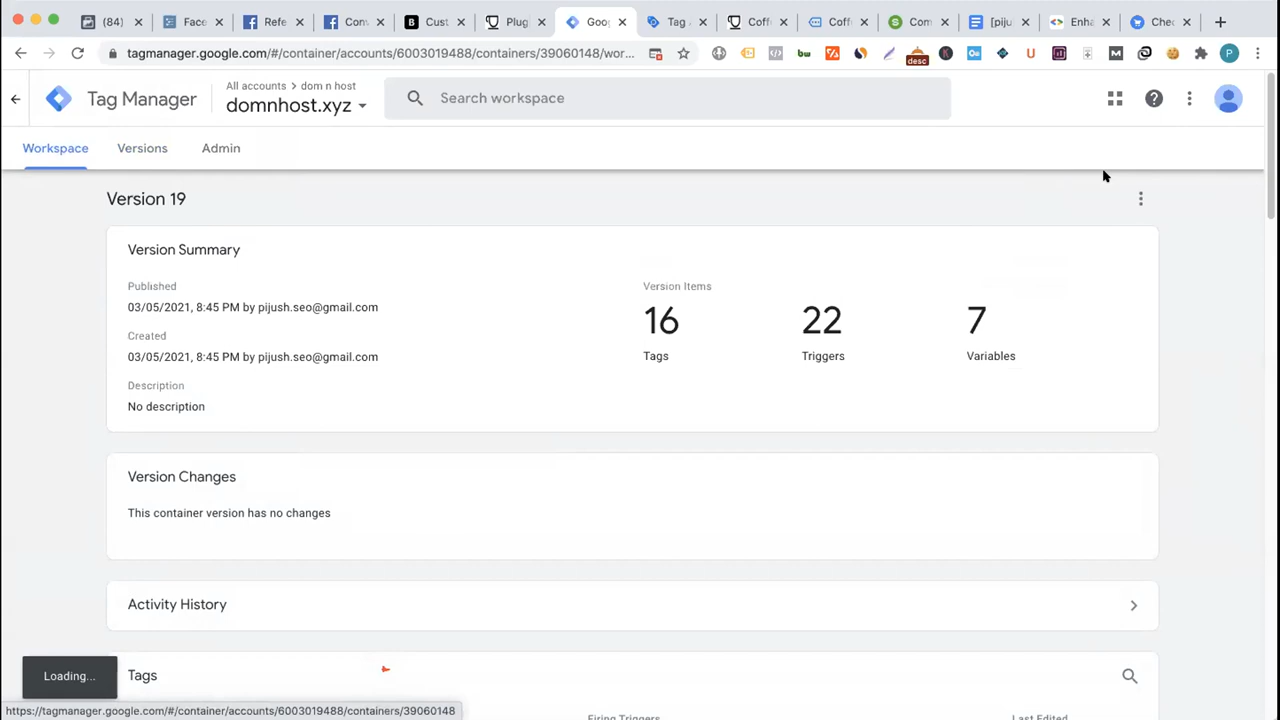 (84)
Face
Refe
Conv
Cust
Plug
Goog
Tag
Coff
Coff
Com
[piju
Enha
Chec
tagmanager.google.com/#/container/accounts/6003019488/containers/39060148/wor...
desc
P
Tag Manager
All accounts > dom n host
domnhost.xyz
Search workspace
Workspace
Versions
Admin
Version 19
Version Summary
Published
03/05/2021, 8:45 PM by pijush.seo@gmail.com
Created
03/05/2021, 8:45 PM by pijush.seo@gmail.com
Description
No description
Version Items
16
22
7
Tags
Triggers
Variables
Version Changes
This container version has no changes
Activity History
Loading...
Tags
https://tagmanager.google.com/#/container/accounts/6003019488/containers/39060148
Firing Triggers
Last Edited